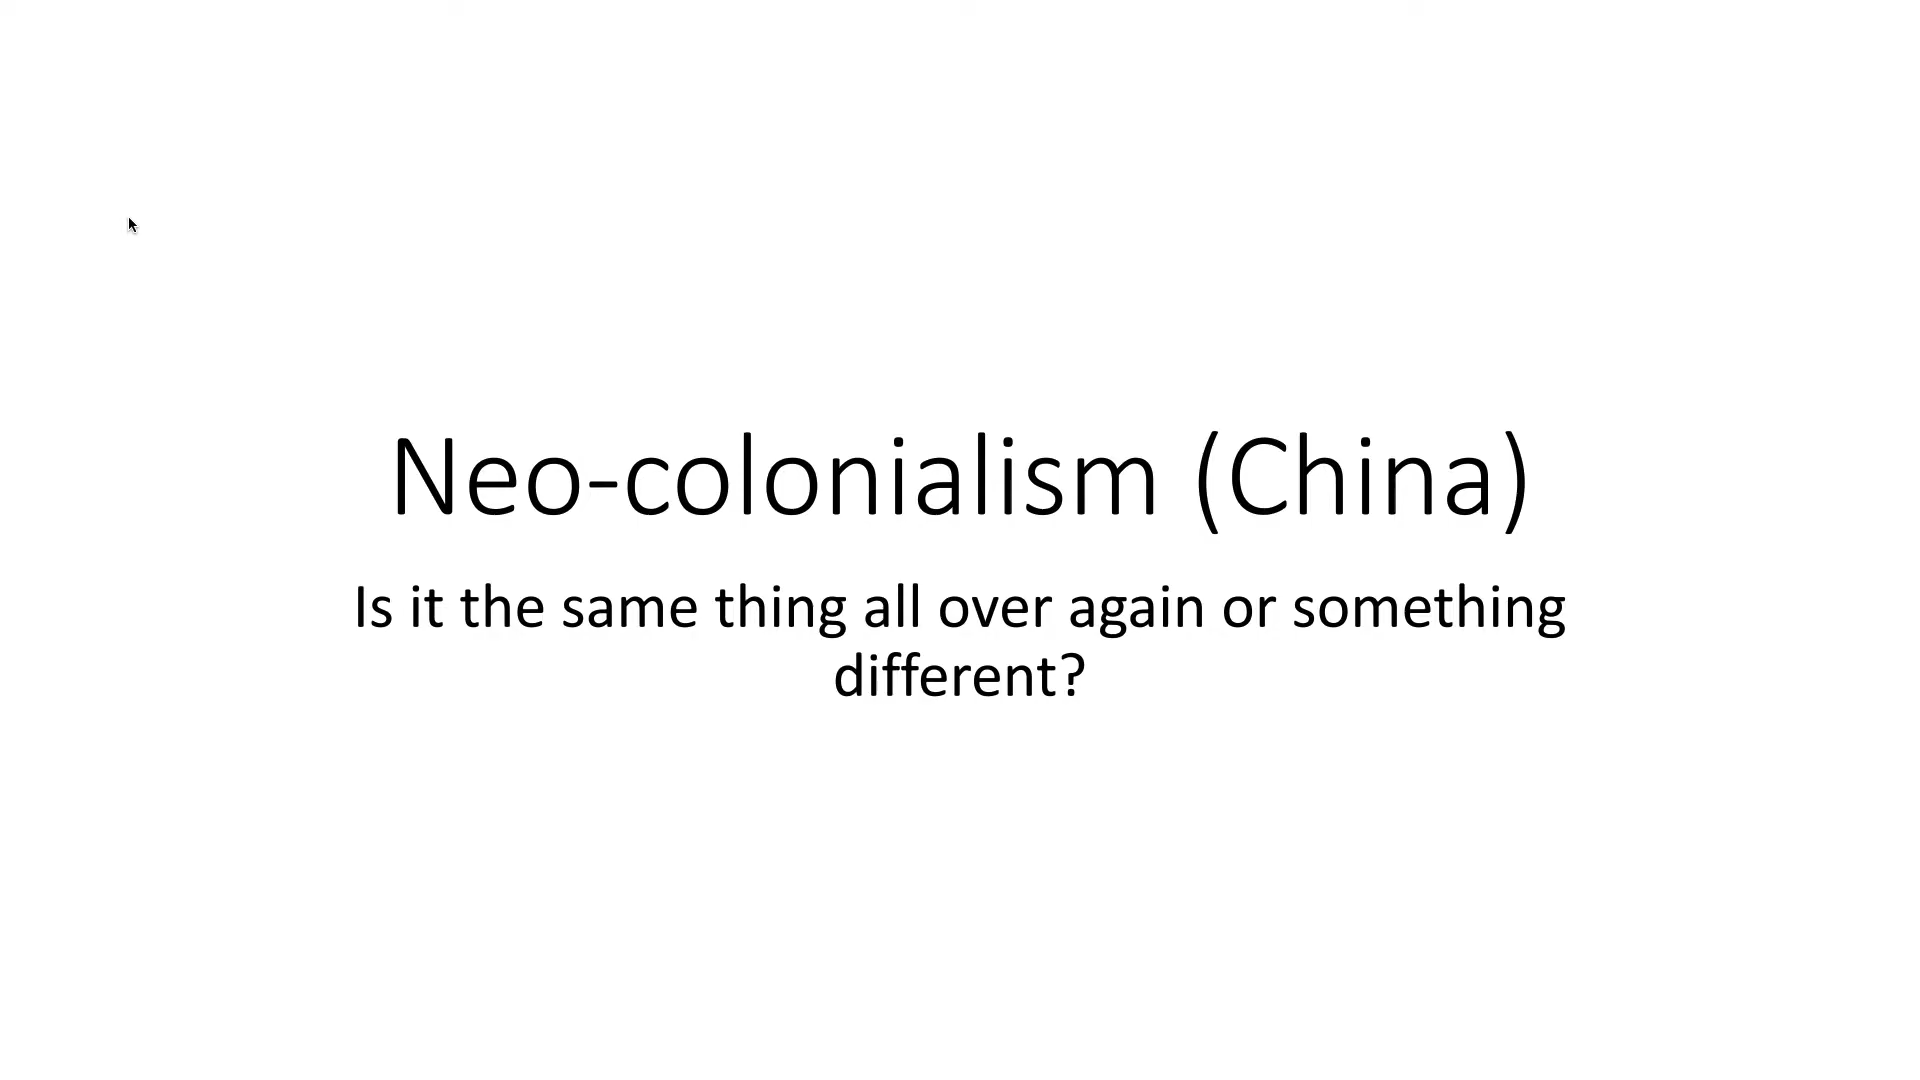 Neo-colonialism (China)
Is it the same thing all over again or something
different?